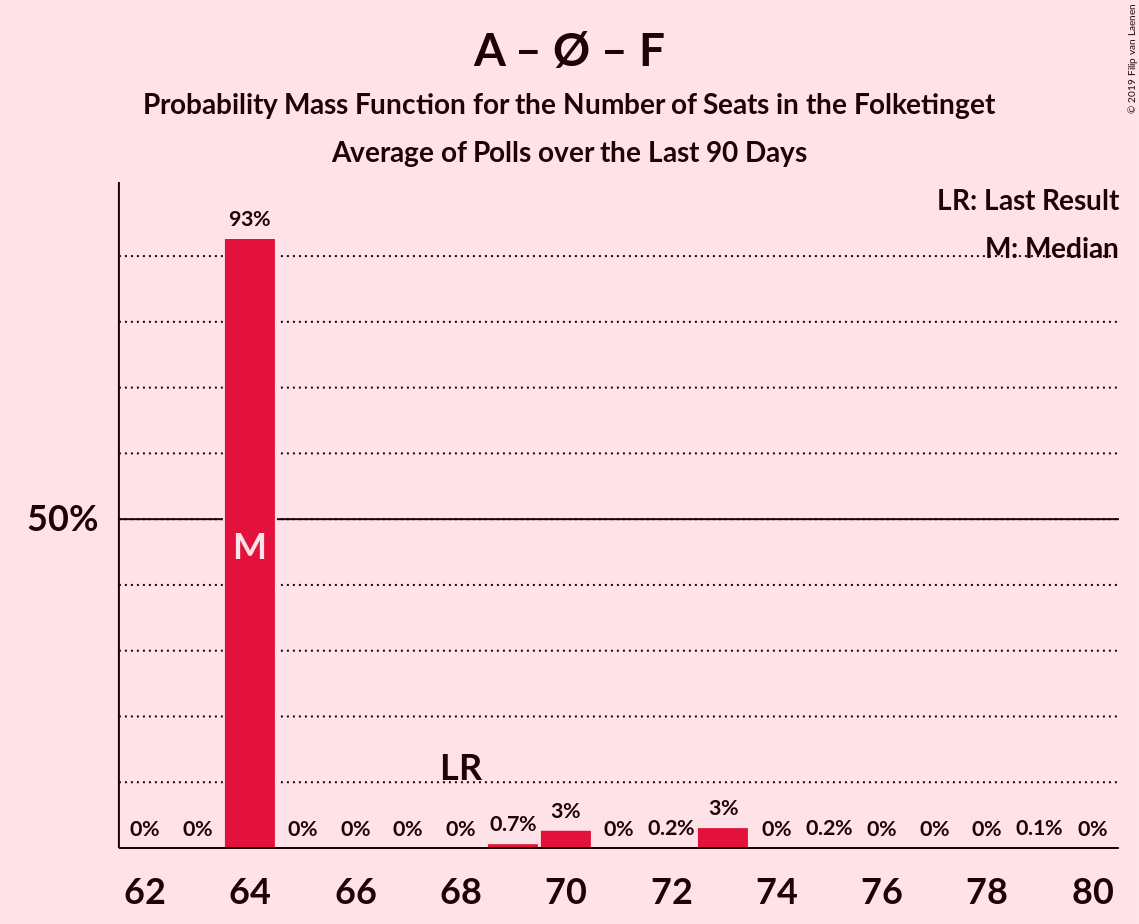 A – Ø – F
Probability Mass Function for the Number of Seats in the Folketinget
Average of Polls over the Last 90 Days
© 2019 Filip van Laenen
LR: Last Result
M: Median
93%
50%
M
LR
0% 0% 0% 0% 0% 0% 0.7% 3% 0% 0.2% 3% 0% 0.2% 0% 0% 0% 0.1% 0%
62 64 66 68 70 72 74 76 78 80